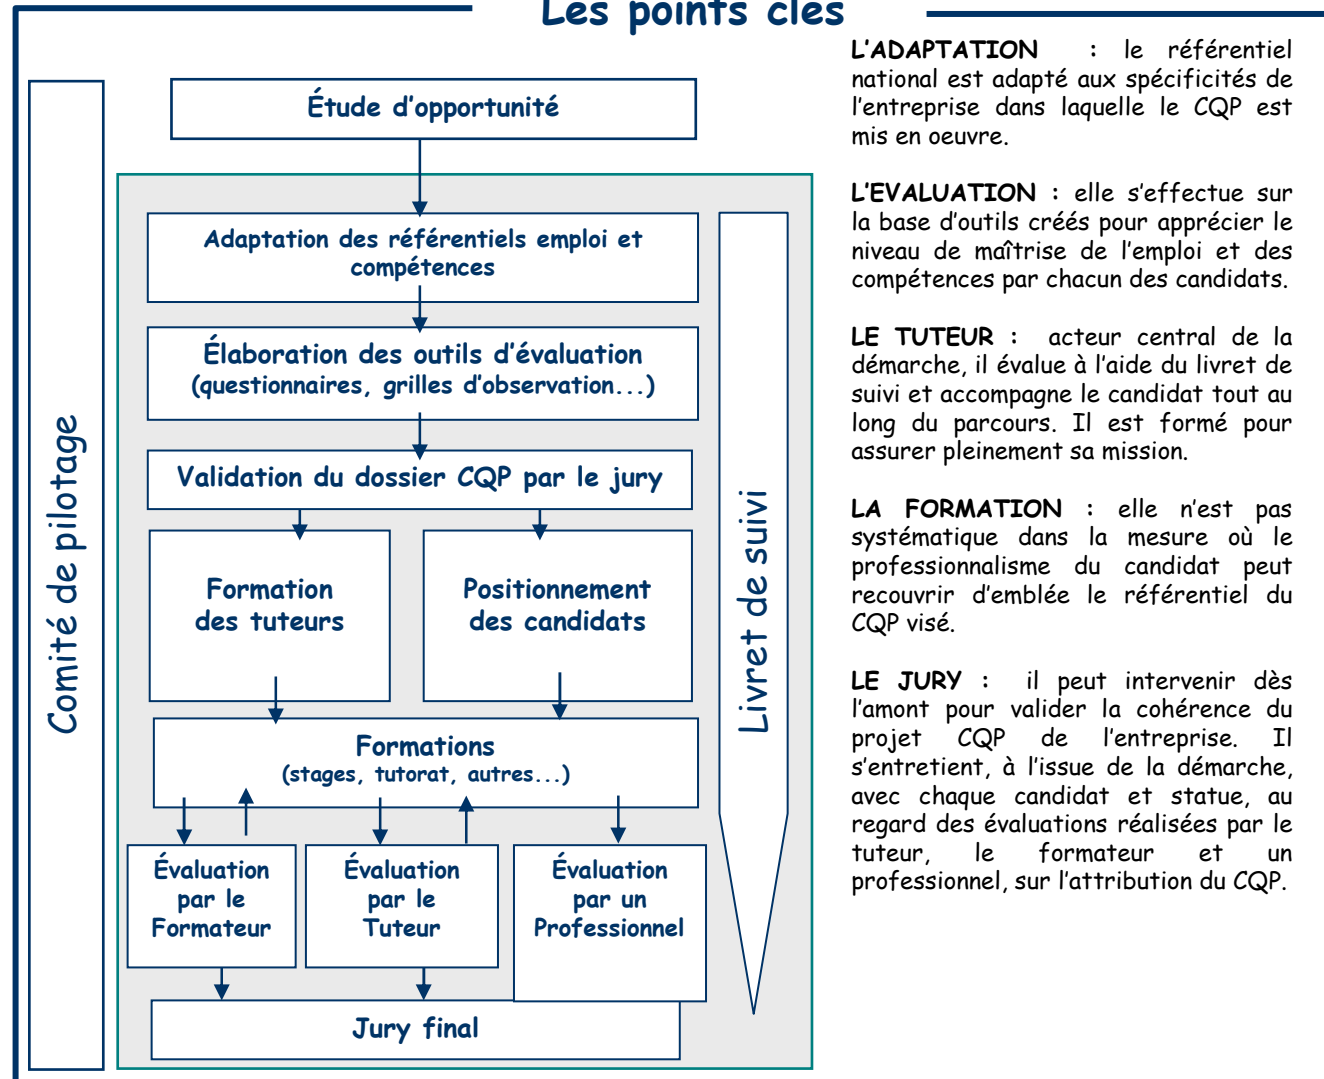 Les points clés
Comité de pilotage
Étude d'opportunité
Adaptation des référentiels emploi et
compétences
Élaboration des outils d'évaluation
(questionnaires, grilles d'observation...)
Validation du dossier CQP par le jury
Formation
des tuteurs
Positionnement
des candidats
Formations
(stages, tutorat, autres...)
Évaluation
par le
Formateur
Évaluation
par le
Tuteur
Évaluation
par un
Professionnel
Jury final
Livret de suivi
L'ADAPTATION : le référentiel
national est adapté aux spécificités de
l'entreprise dans laquelle le CQP est
mis en oeuvre.
L'EVALUATION : elle s'effectue sur
la base d'outils créés pour apprécier le
niveau de maîtrise de l'emploi et des
compétences par chacun des candidats.
LE TUTEUR : acteur central de la
démarche, il évalue à l'aide du livret de
suivi et accompagne le candidat tout au
long du parcours. Il est formé pour
assurer pleinement sa mission.
LA FORMATION : elle n'est pas
systématique dans la mesure où le
professionnalisme du candidat peut
recouvrir d'emblée le référentiel du
CQP visé.
LE JURY : il peut intervenir dès
l'amont pour valider la cohérence du
projet CQP de l'entreprise. Il
s'entretient, à l'issue de la démarche,
avec chaque candidat et statue, au
regard des évaluations réalisées par le
tuteur, le formateur et un
professionnel, sur l'attribution du CQP.